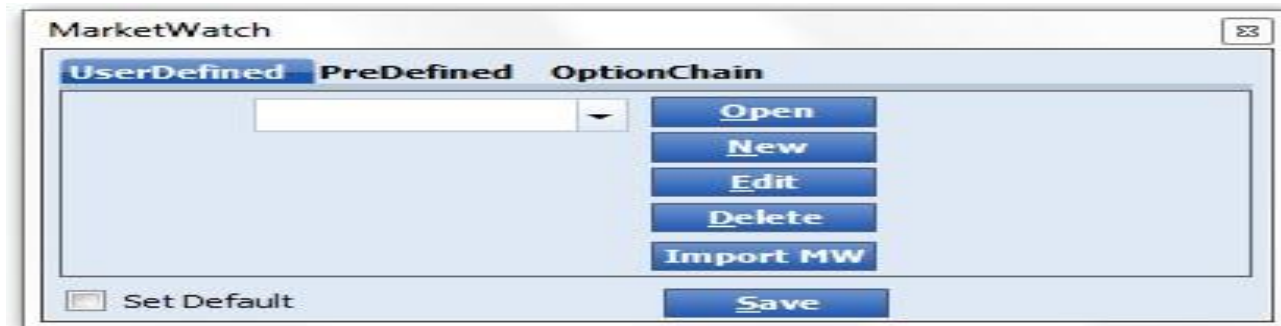 MarketWatch
UserDefined PreDefined OptionChain
Open
New
Edit
Delete
Import MW
Set Default Save